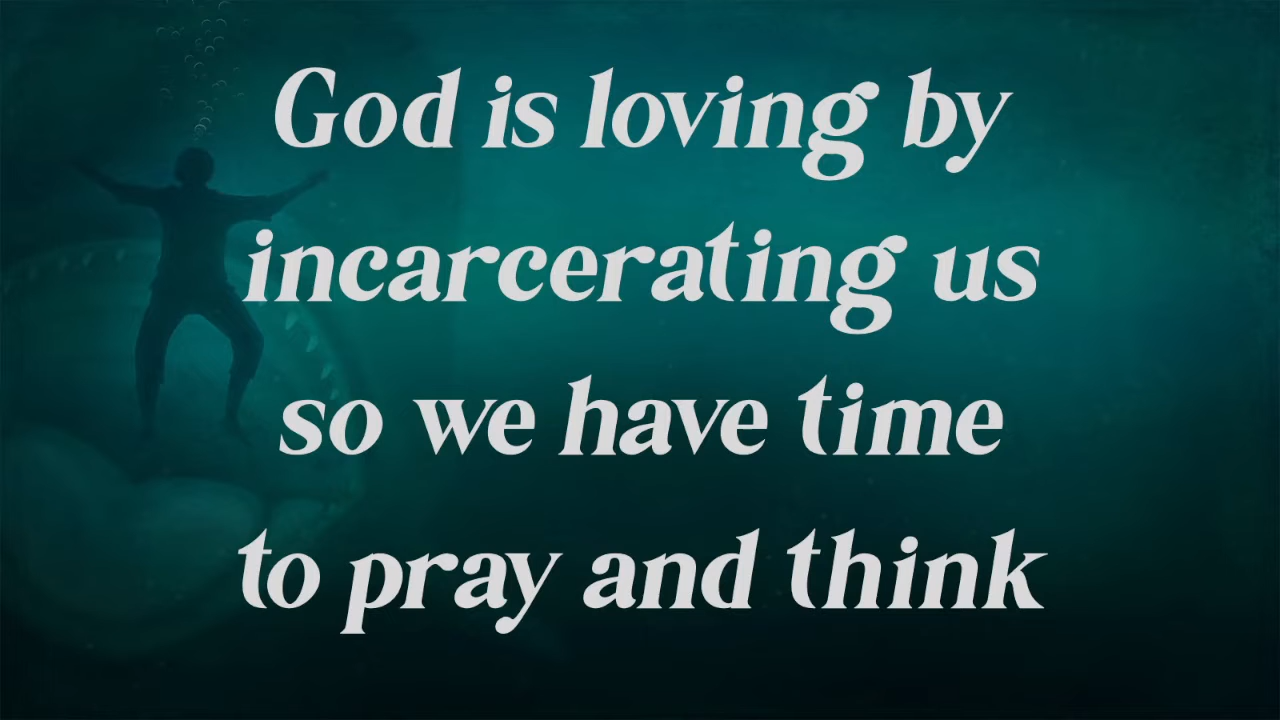 God is loving by
incarcerating us
so we have time
to pray and think